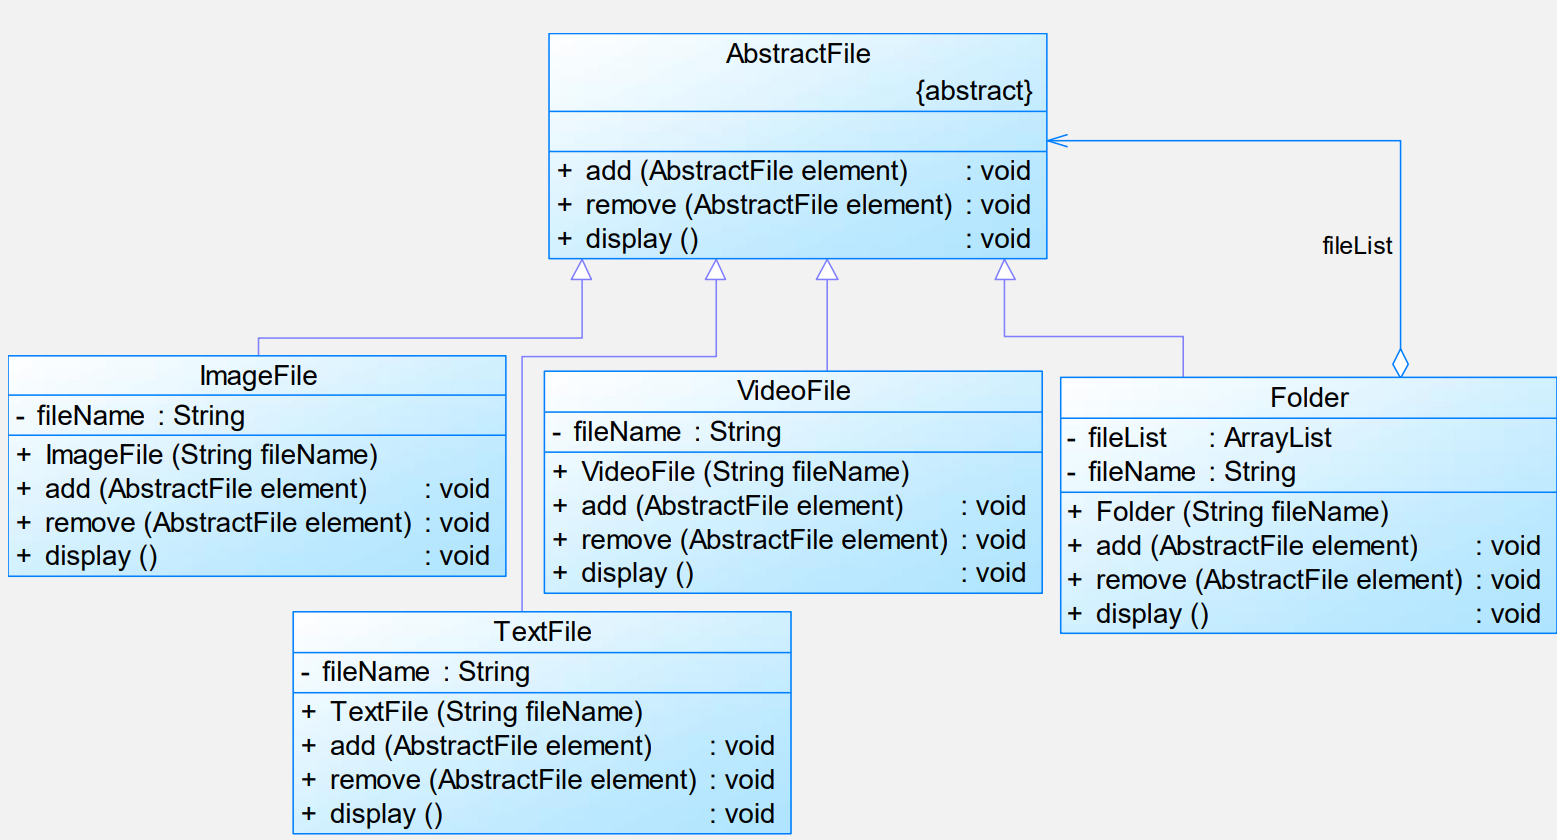 AbstractFile
{abstract}
+ add (AbstractFile element) : void
+ remove (AbstractFile element) : void
+ display () : void
fileList
ImageFile
- fileName : String
+ ImageFile (String fileName)
+ add (AbstractFile element) : void
+ remove (AbstractFile element) : void
+ display () : void
VideoFile
- fileName : String
+ VideoFile (String fileName)
+ add (AbstractFile element) : void
+ remove (AbstractFile element) : void
+ display () : void
Folder
- fileList : ArrayList
- fileName : String
+ Folder (String fileName)
+ add (AbstractFile element) : void
+ remove (AbstractFile element) : void
+ display () : void
TextFile
- fileName : String
+ TextFile (String fileName)
+ add (AbstractFile element) : void
+ remove (AbstractFile element) : void
+ display () : void